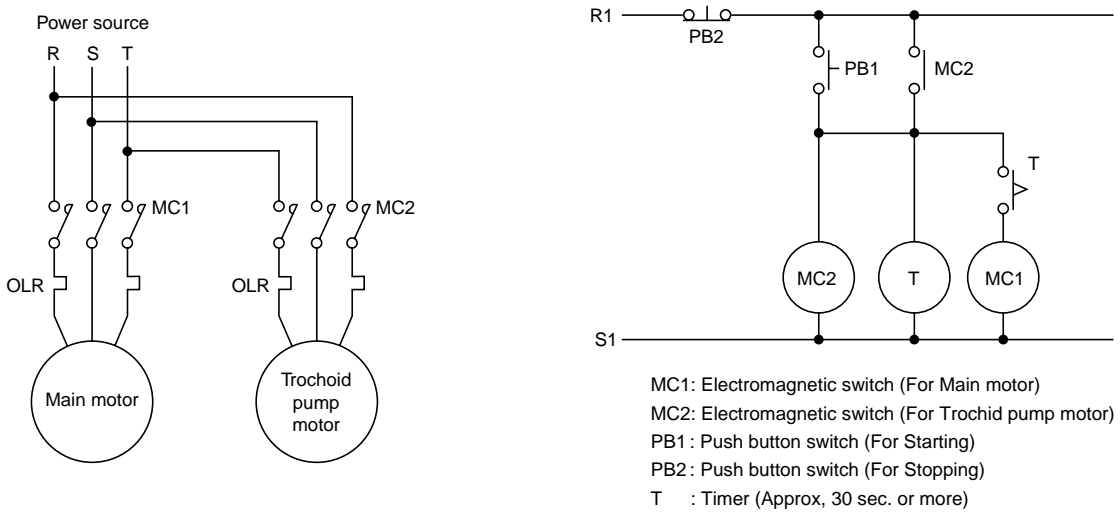 Power source
R S T
MC1
MC2
OLR
OLR
Main motor
Trochoid
pump
motor
R1
PB2
PB1
MC2
T
MC2
T
MC1
S1
MC1: Electromagnetic switch (For Main motor)
MC2: Electromagnetic switch (For Trochid pump motor)
PB1 : Push button switch (For Starting)
PB2 : Push button switch (For Stopping)
T : Timer (Approx, 30 sec. or more)